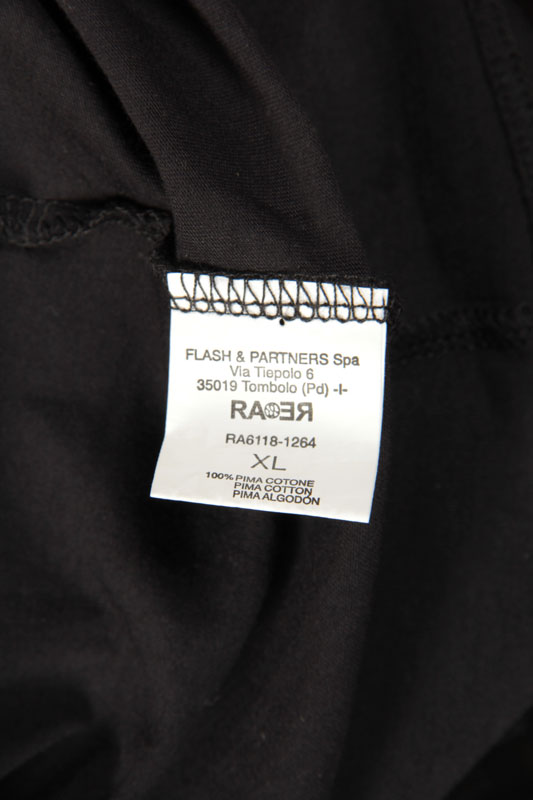 FLASH & PARTNERS Spa
Via Tiepolo 6
35019 Tombolo (Pd) -I-
RA6118-1264
XL
100% PIMA COTONE
PIMA COTTON
PIMA ALGODÓN